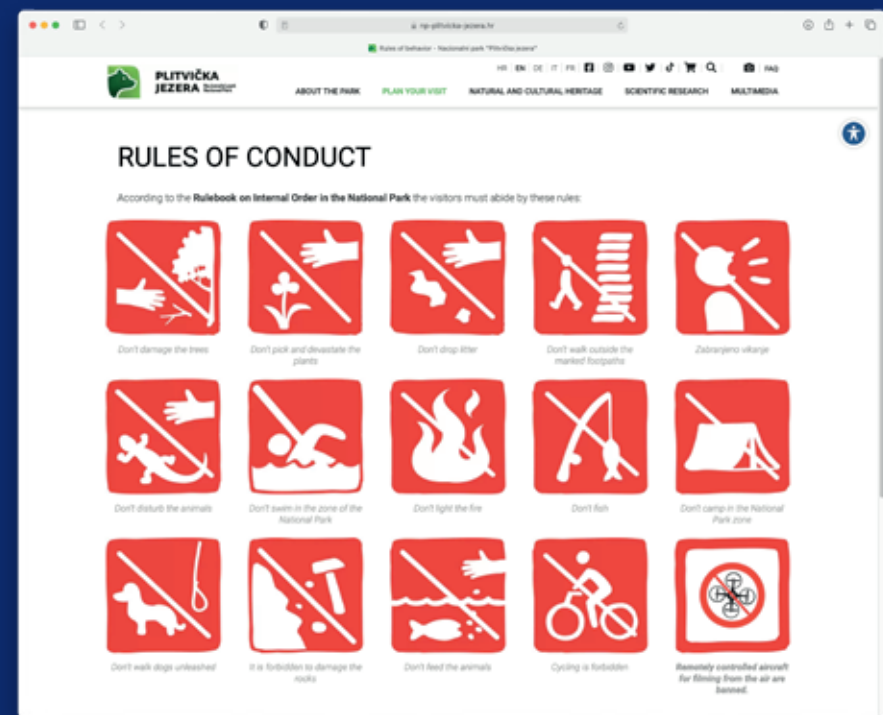 np-plitvicka-jezera.hr
Rules of behavior - Nacionalni park "Plitvička jezera"
HR EN DE IT FR FAQ
PLITVIČKA
JEZERA
ABOUT THE PARK PLAN YOUR VISIT NATURAL AND CULTURAL HERITAGE SCIENTIFIC RESEARCH MULTIMEDIA
RULES OF CONDUCT
According to the Rulebook on Internal Order in the National Park the visitors must abide by these rules:
Don't damage the trees
Don't pick and devastate the
plants
Don't drop litter
Don't walk outside the
marked footpaths
Zabranjeno vikanje
Don't disturb the animals
Don't swim in the zone of the
National Park
Don't light the fire
Don't fish
Don't camp in the National
Park zone
Don't walk dogs unleashed
It is forbidden to damage the
rocks
Don't feed the animals
Cycling is forbidden
Remotely controlled aircraft
for filming from the air are
banned.